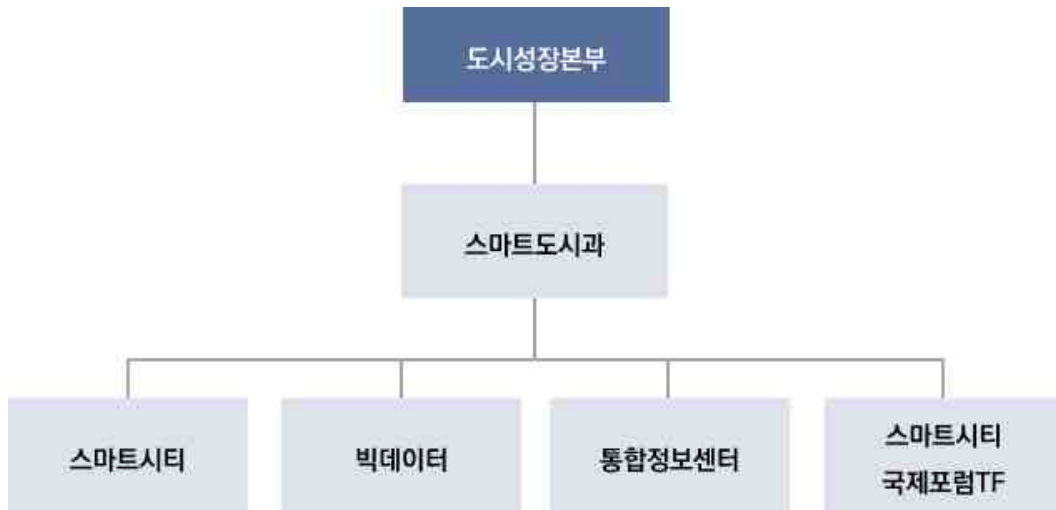 도시성장본부
스마트도시과
스마트시티
빅데이터
통합정보센터
스마트시티
국제포럼TF